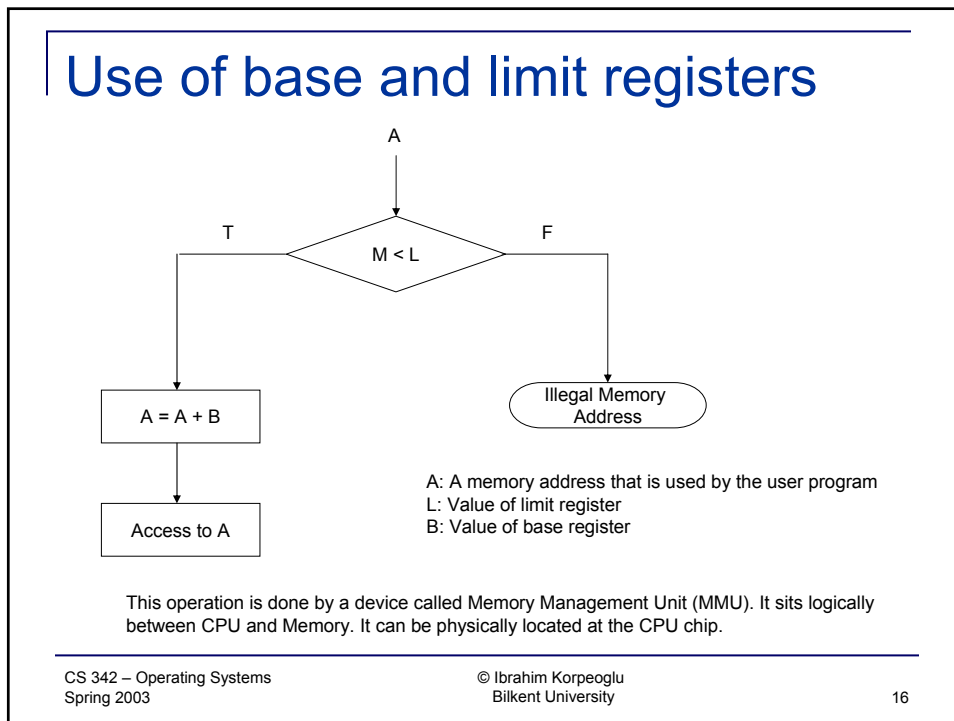 Use of base and limit registers
A
T
F
M < L
A = A + B
Illegal Memory
Address
Access to A
A: A memory address that is used by the user program
L: Value of limit register
B: Value of base register
This operation is done by a device called Memory Management Unit (MMU). It sits logically
between CPU and Memory. It can be physically located at the CPU chip.
CS 342 – Operating Systems
Spring 2003
© Ibrahim Korpeoglu
Bilkent University
16